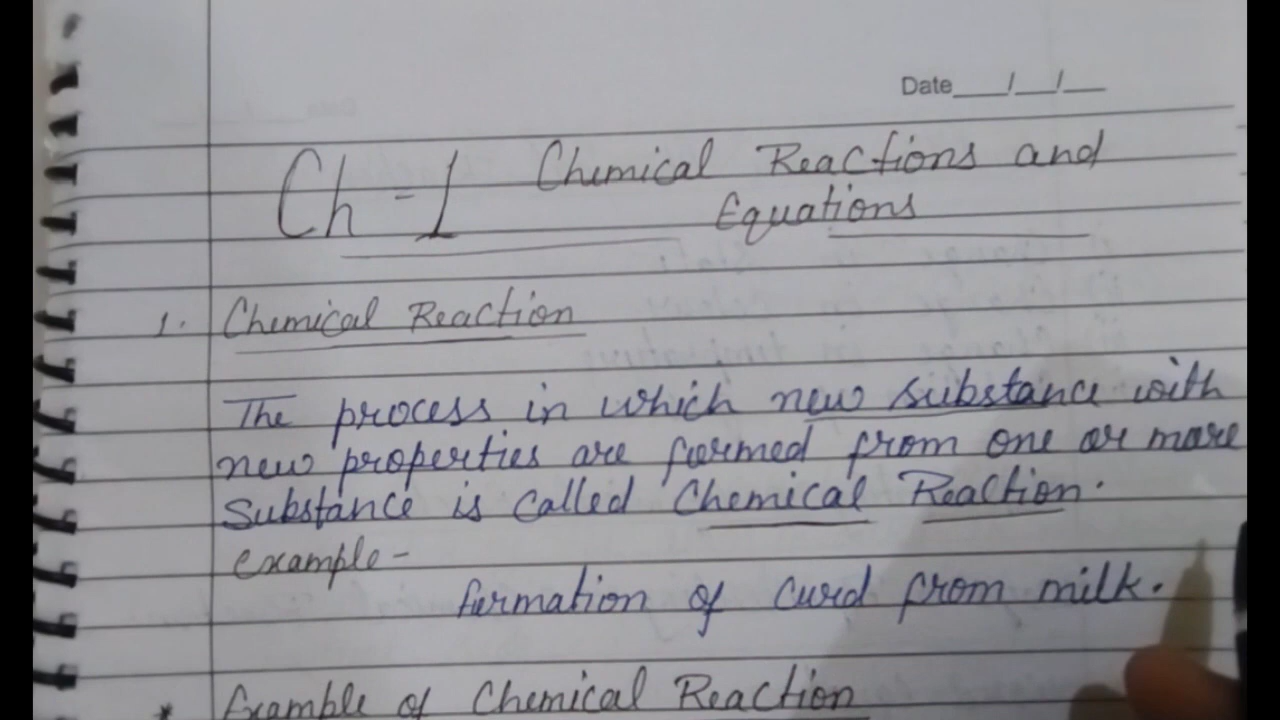 Date __/__/__
Ch-1 Chemical Reactions and
Equations
1. Chemical Reaction
The process in which new substance with
new properties are formed from one or more
substance is called Chemical Reaction.
example-
formation of curd from milk.
* Example of Chemical Reaction